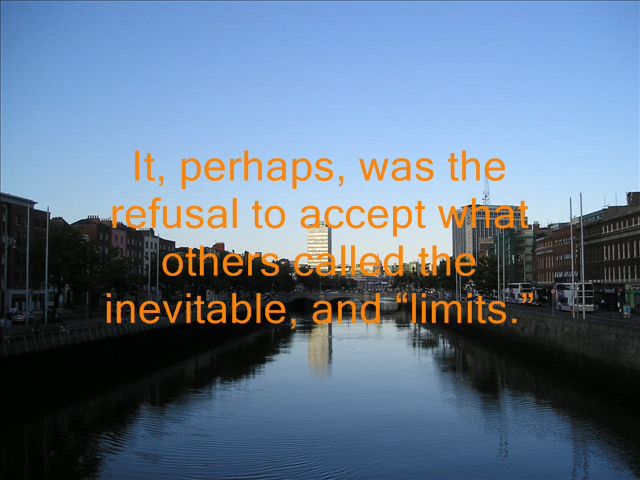 It, perhaps, was the
refusal to accept what
others called the
inevitable, and “limits.”